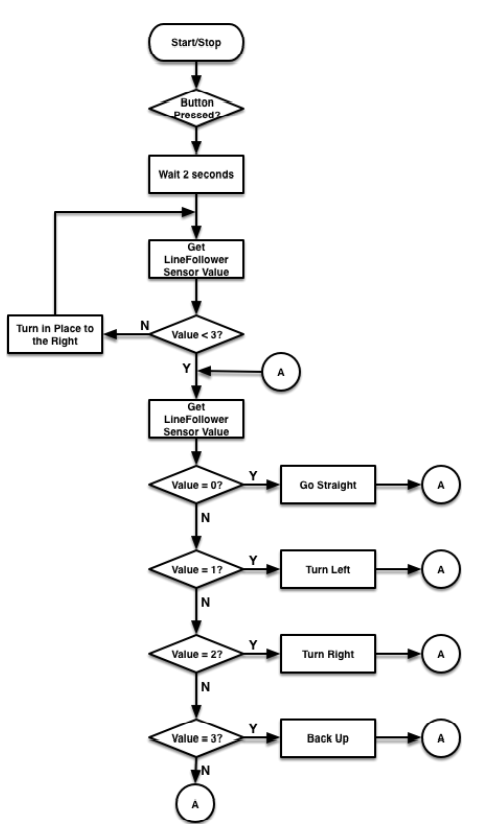 Start/Stop
Button
Pressed?
Wait 2 seconds
Get
LineFollower
Sensor Value
Turn in Place to
the Right
N
Value < 3?
Y
A
Get
LineFollower
Sensor Value
Value = 0?
Y
Go Straight
A
N
Value = 1?
Y
Turn Left
A
N
Value = 2?
Y
Turn Right
A
N
Value = 3?
Y
Back Up
A
N
A